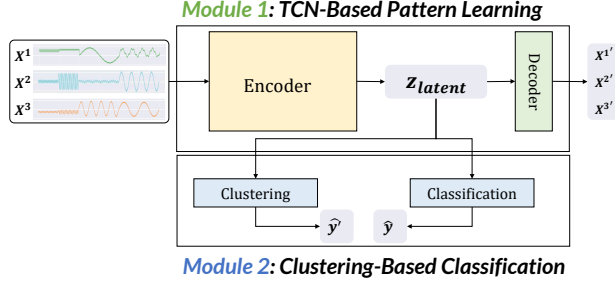 Module 1: TCN-Based Pattern Learning
X¹
X²
X³
Encoder
Z_latent
Decoder
X¹′
X²′
X³′
Clustering
Classification
ŷ′
ŷ
Module 2: Clustering-Based Classification